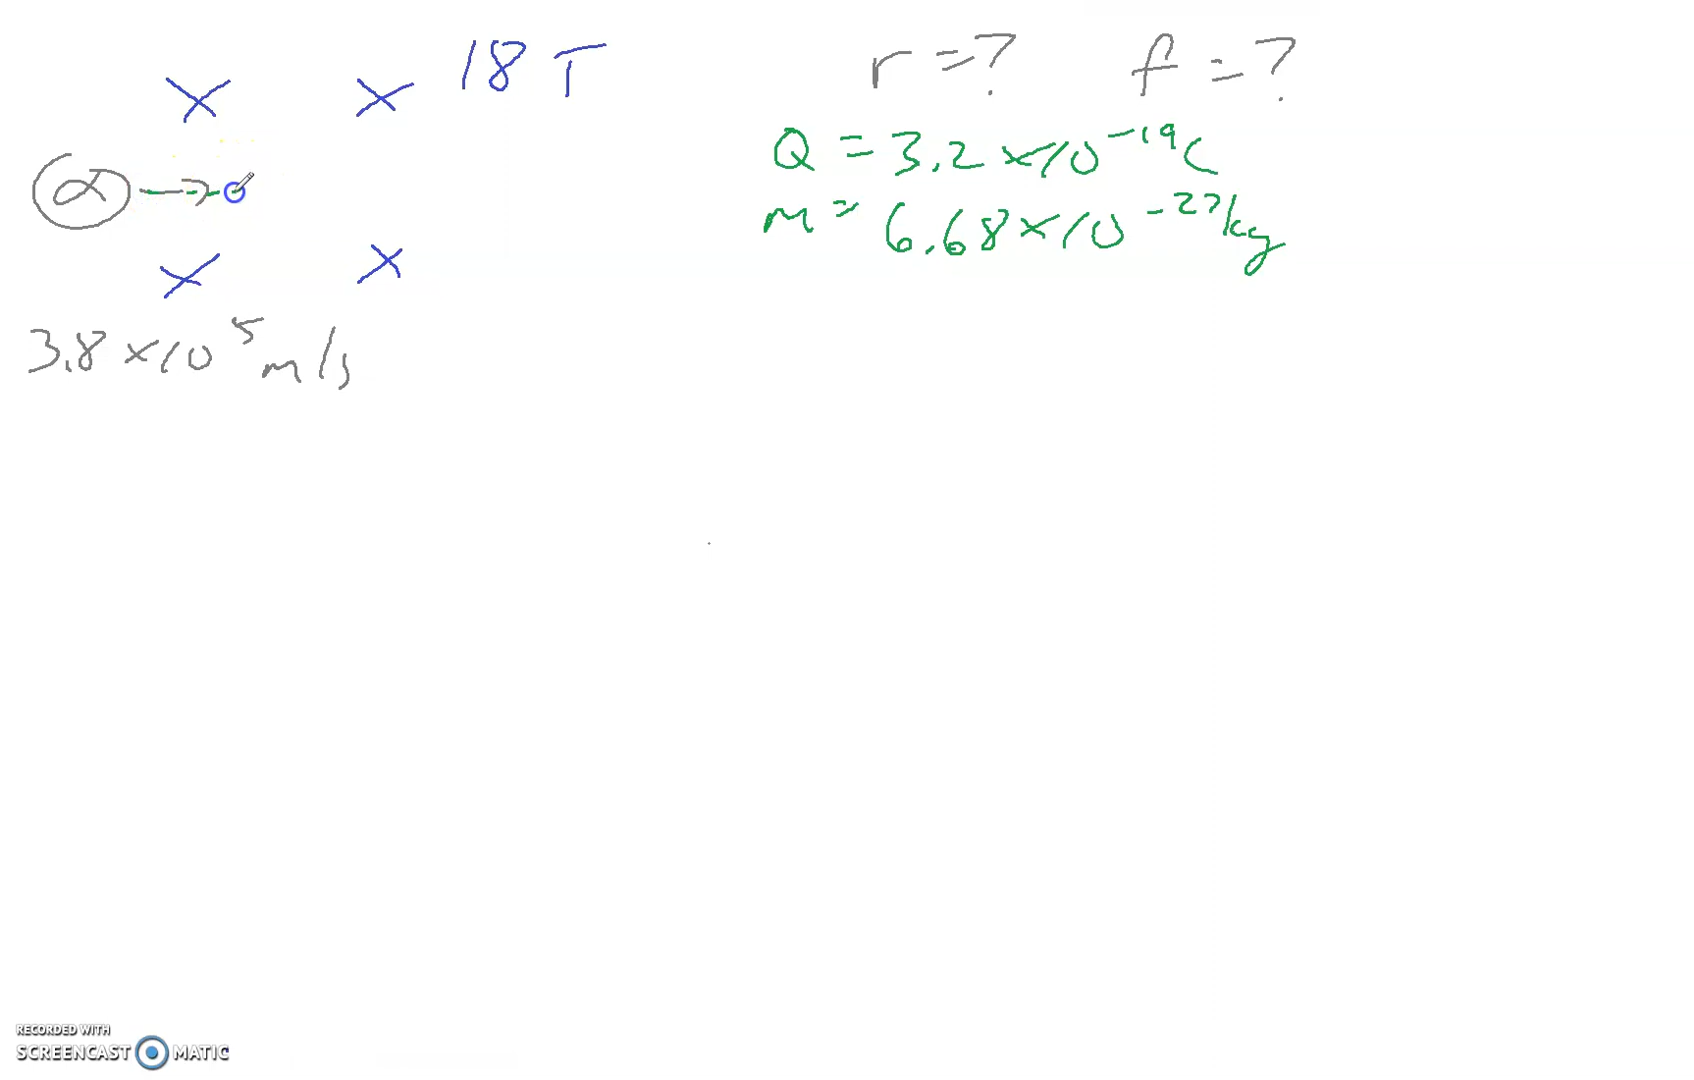 18 T
r = ? f = ?
Q = 3.2 × 10⁻¹⁹ C
α
m = 6.68 × 10⁻²⁷ kg
3.8 × 10⁵ m/s
RECORDED WITH
SCREENCAST MATIC